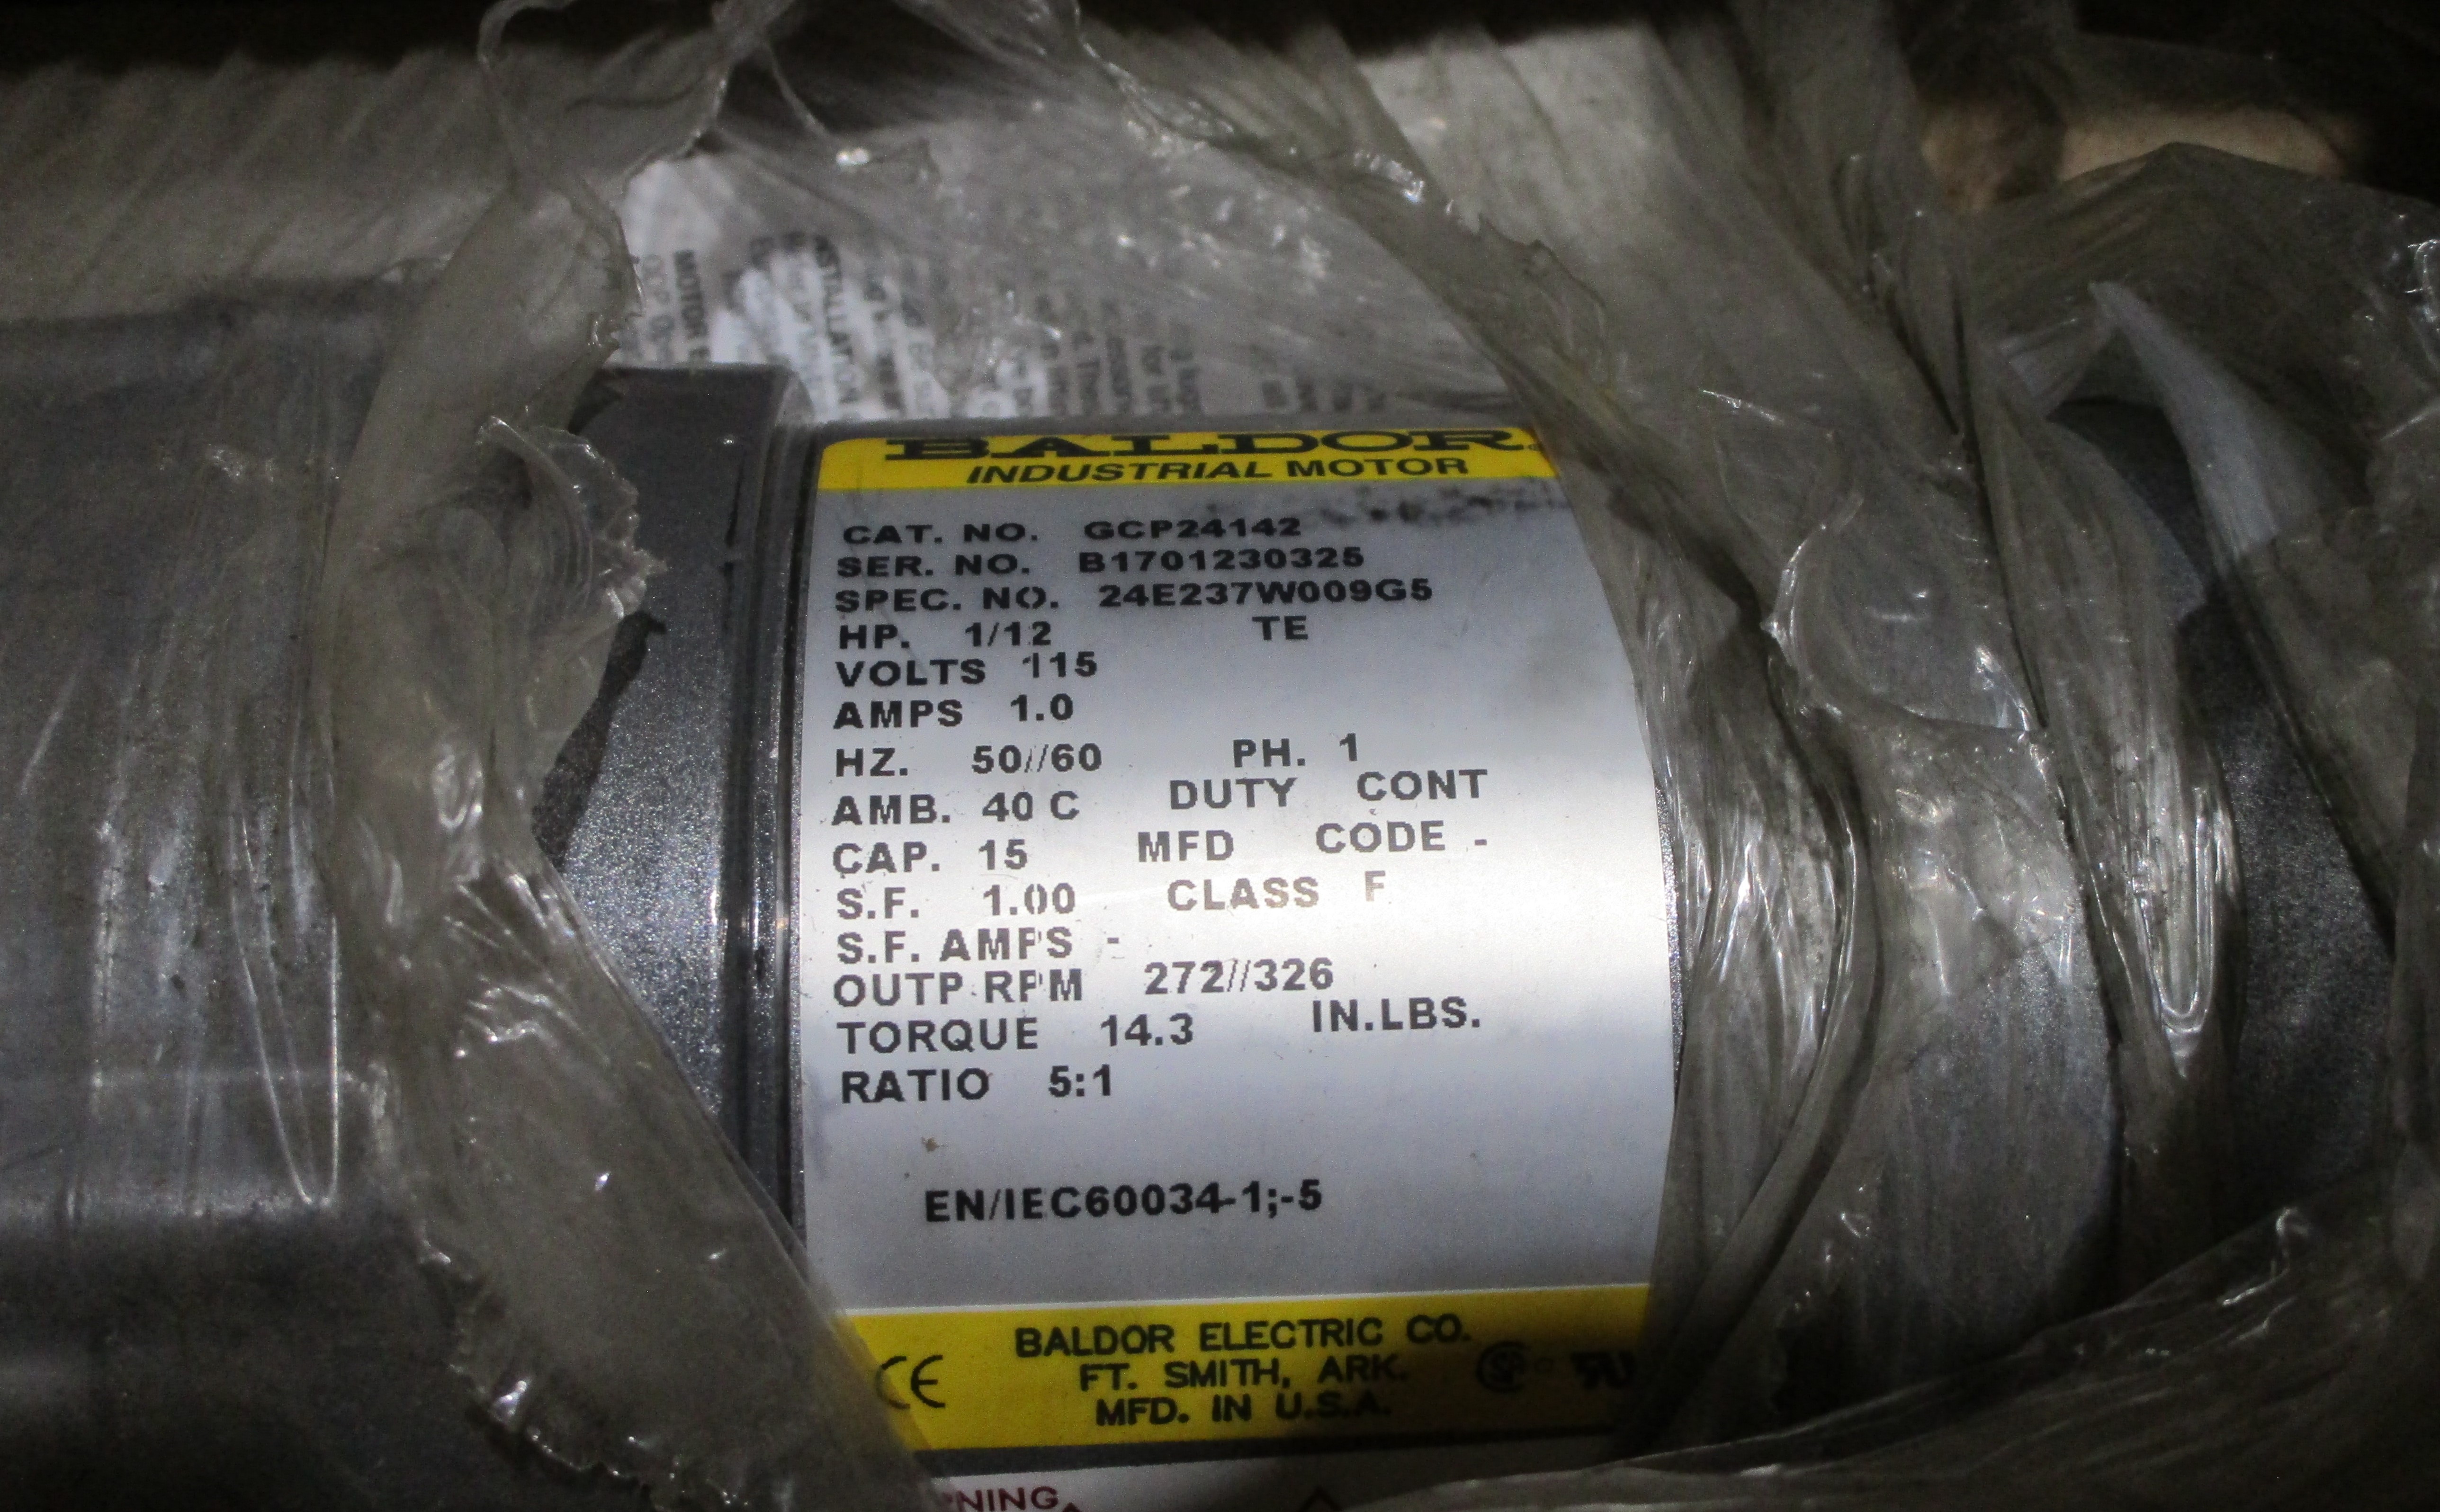 MOTOR
INSTALLATION
BALDOR
INDUSTRIAL MOTOR
CAT. NO. GCP24142
SER. NO. B1701230325
SPEC. NO. 24E237W009G5
HP. 1/12 TE
VOLTS 115
AMPS 1.0
HZ. 50//60 PH. 1
AMB. 40 C DUTY CONT
CAP. 15 MFD CODE -
S.F. 1.00 CLASS F
S.F. AMPS -
OUTP.RPM 272//326
TORQUE 14.3 IN.LBS.
RATIO 5:1
EN/IEC60034-1;-5
CE
BALDOR ELECTRIC CO.
FT. SMITH, ARK.
MFD. IN U.S.A.